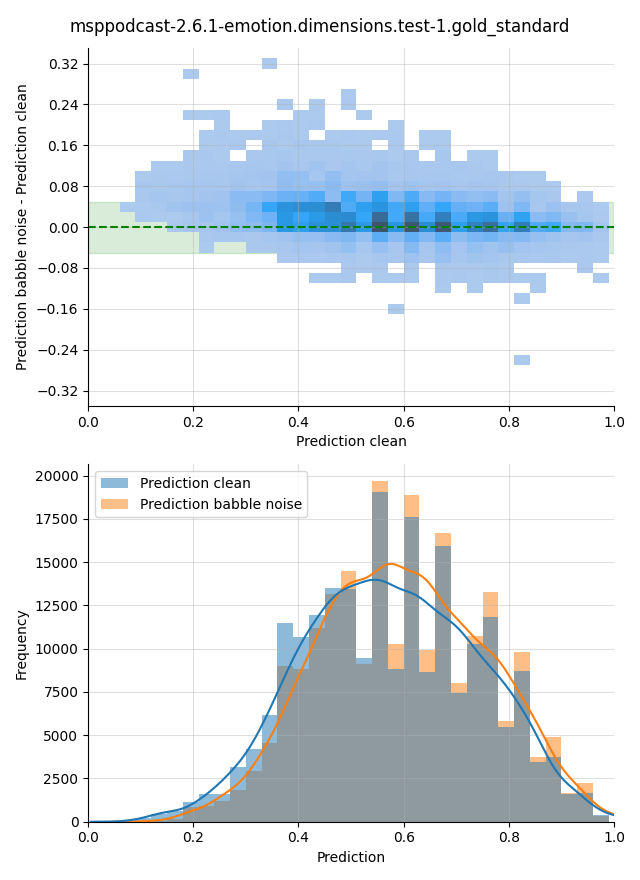 msppodcast-2.6.1-emotion.dimensions.test-1.gold_standard
Prediction babble noise - Prediction clean
0.32
0.24
0.16
0.08
0.00
−0.08
−0.16
−0.24
−0.32
0.0 0.2 0.4 0.6 0.8 1.0
Prediction clean
Frequency
20000
17500
15000
12500
10000
7500
5000
2500
0
Prediction clean
Prediction babble noise
0.0 0.2 0.4 0.6 0.8 1.0
Prediction